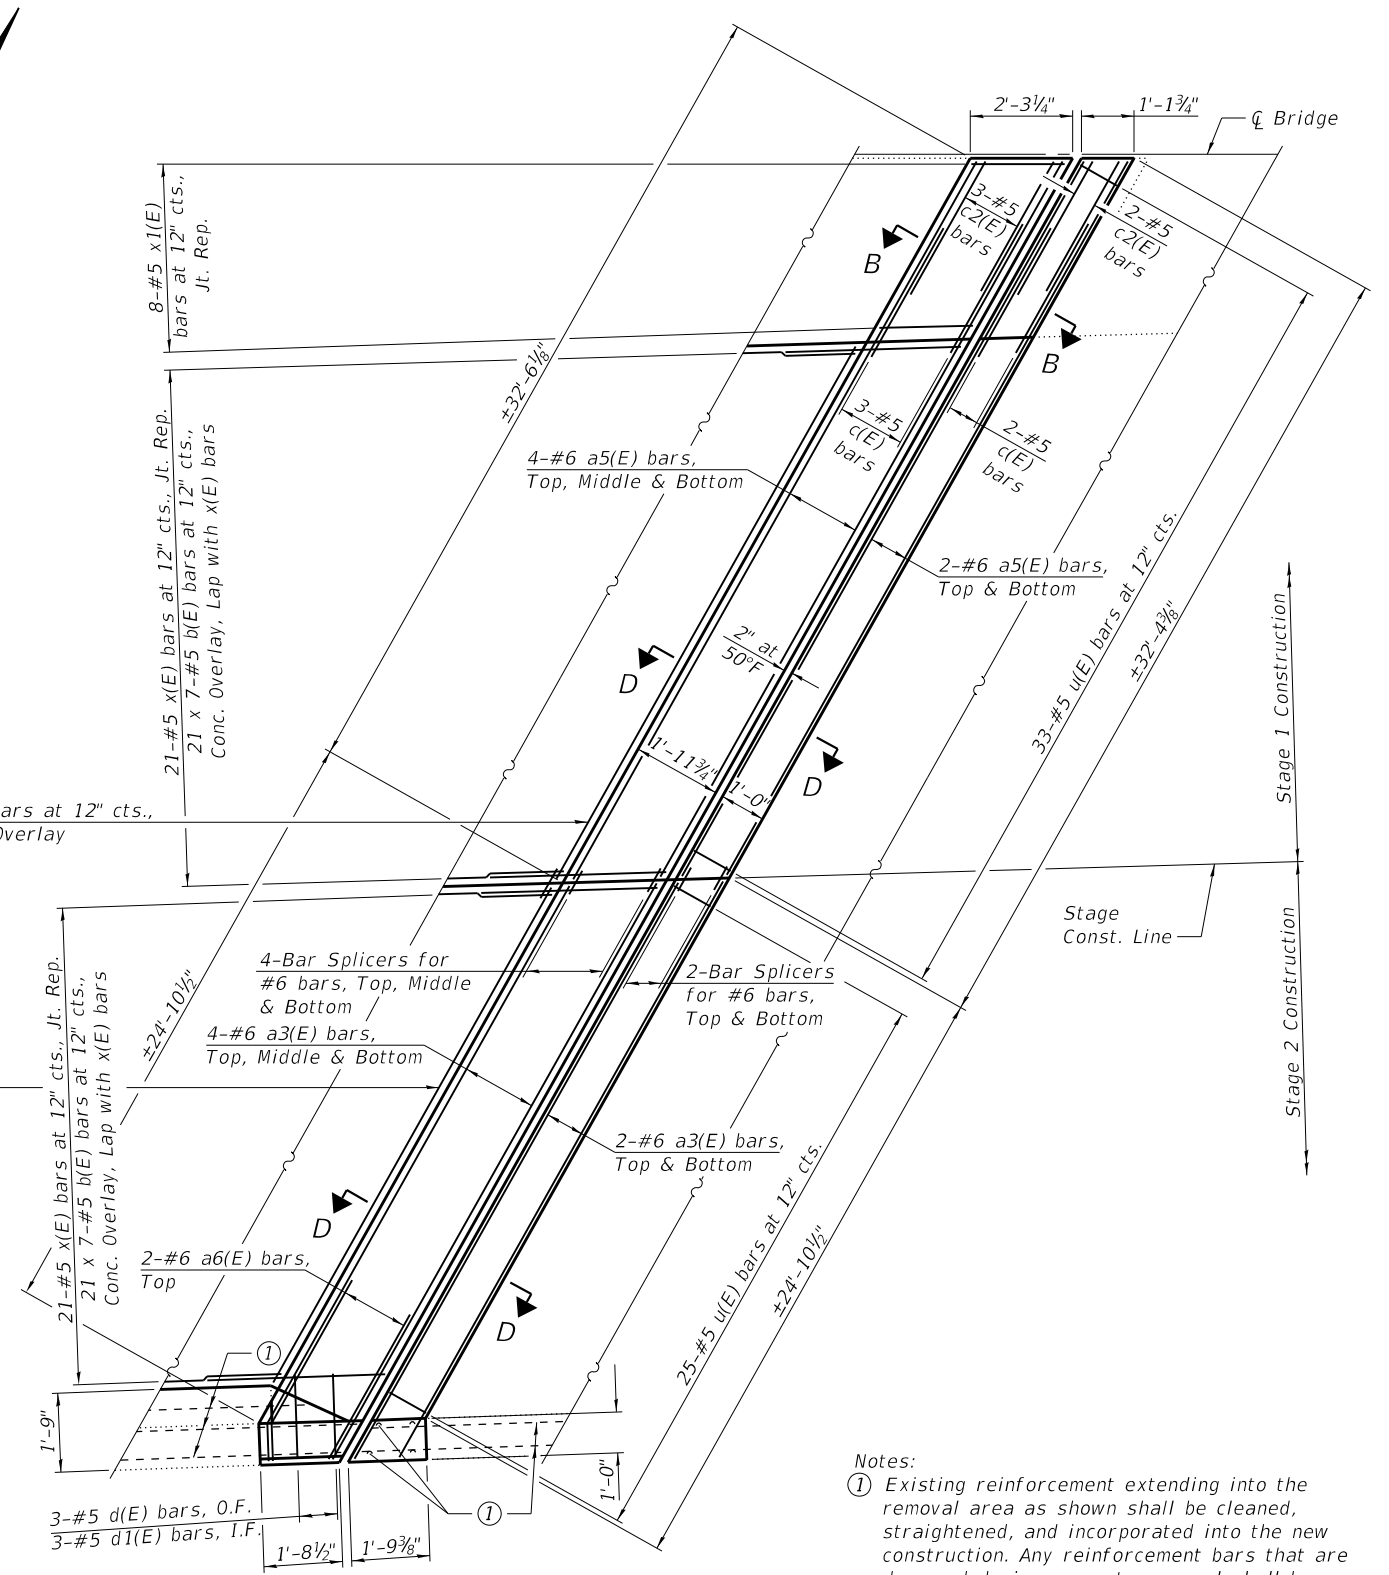 2'-3¼"
1'-1¾"
℄ Bridge
8-#5 x1(E)
bars at 12" cts.,
Jt. Rep.
3-#5
c2(E)
bars
2-#5
c2(E)
bars
B
B
±32'-6⅛"
21-#5 x(E) bars at 12" cts., Jt. Rep.
21 x 7-#5 b(E) bars at 12" cts.,
Conc. Overlay, Lap with x(E) bars
3-#5
c(E)
bars
2-#5
c(E)
bars
4-#6 a5(E) bars,
Top, Middle & Bottom
2-#6 a5(E) bars,
Top & Bottom
33-#5 u(E) bars at 12" cts.
±32'-4⅜"
2" at
50°F
D
D
1'-11¾"
1'-0"
Stage 1 Construction
ars at 12" cts.,
verlay
Stage
Const. Line
Stage 2 Construction
21-#5 x(E) bars at 12" cts., Jt. Rep.
21 x 7-#5 b(E) bars at 12" cts.,
Conc. Overlay, Lap with x(E) bars
±24'-10½"
4-Bar Splicers for
#6 bars, Top, Middle
& Bottom
2-Bar Splicers
for #6 bars,
Top & Bottom
4-#6 a3(E) bars,
Top, Middle & Bottom
2-#6 a3(E) bars,
Top & Bottom
25-#5 u(E) bars at 12" cts.
±24'-10½"
D
D
2-#6 a6(E) bars,
Top
1
1'-9"
1'-0"
1
3-#5 d(E) bars, O.F.
3-#5 d1(E) bars, I.F.
1'-8½"
1'-9⅜"
Notes:
1 Existing reinforcement extending into the
removal area as shown shall be cleaned,
straightened, and incorporated into the new
construction. Any reinforcement bars that are